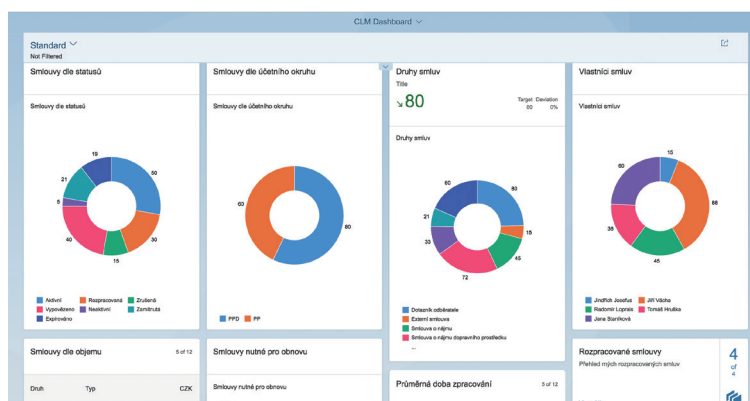 CLM Dashboard
Standard
Not Filtered
Smlouvy dle statusů
Smlouvy dle statusů
19
50
21
5
40
30
15
Aktivní
Rozpracovaná
Zrušená
Vypovězeno
Neaktivní
Zamítnuta
Expirováno
Smlouvy dle účetního okruhu
Smlouvy dle účetního okruhu
60
80
PPD
PP
Druhy smluv
Title
80
Target Deviation
80 0%
Druhy smluv
60
80
21
15
33
45
72
Dotazník odběratele
Externí smlouva
Smlouva o nájmu
Smlouva o nájmu dopravního prostředku
...
Vlastníci smluv
Vlastníci smluv
15
60
88
35
45
Jindřich Josefus
Jiří Vácha
Radomír Loprais
Tomáš Hruška
Jana Staníková
Smlouvy dle objemu
5 of 12
Druh Typ CZK
Smlouvy nutné pro obnovu
Smlouvy nutné pro obnovu
Průměrná doba zpracování
5 of 12
Rozpracované smlouvy
Přehled mých rozpracovaných smluv
4
of
4